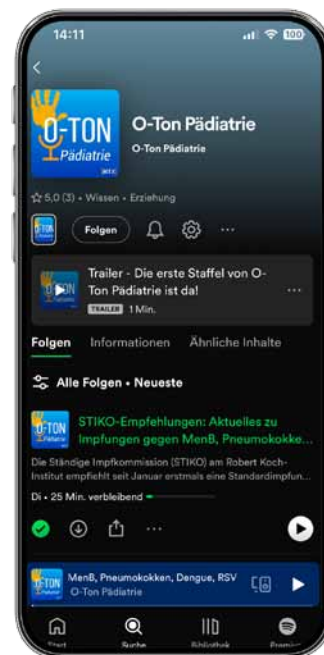 14:11
100
O-TON
Pädiatrie
O-Ton Pädiatrie
O-Ton Pädiatrie
5,0 (3) • Wissen • Erziehung
Folgen
Trailer - Die erste Staffel von O-
Ton Pädiatrie ist da!
TRAILER 1 Min.
Folgen Informationen Ähnliche Inhalte
Alle Folgen • Neueste
STIKO-Empfehlungen: Aktuelles zu
Impfungen gegen MenB, Pneumokokke...
Die Ständige Impfkommission (STIKO) am Robert Koch-
Institut empfiehlt seit Januar erstmals eine Standardimpfun...
Di • 25 Min. verbleibend
MenB, Pneumokokken, Dengue, RSV
O-Ton Pädiatrie
Start Suche Bibliothek Premium